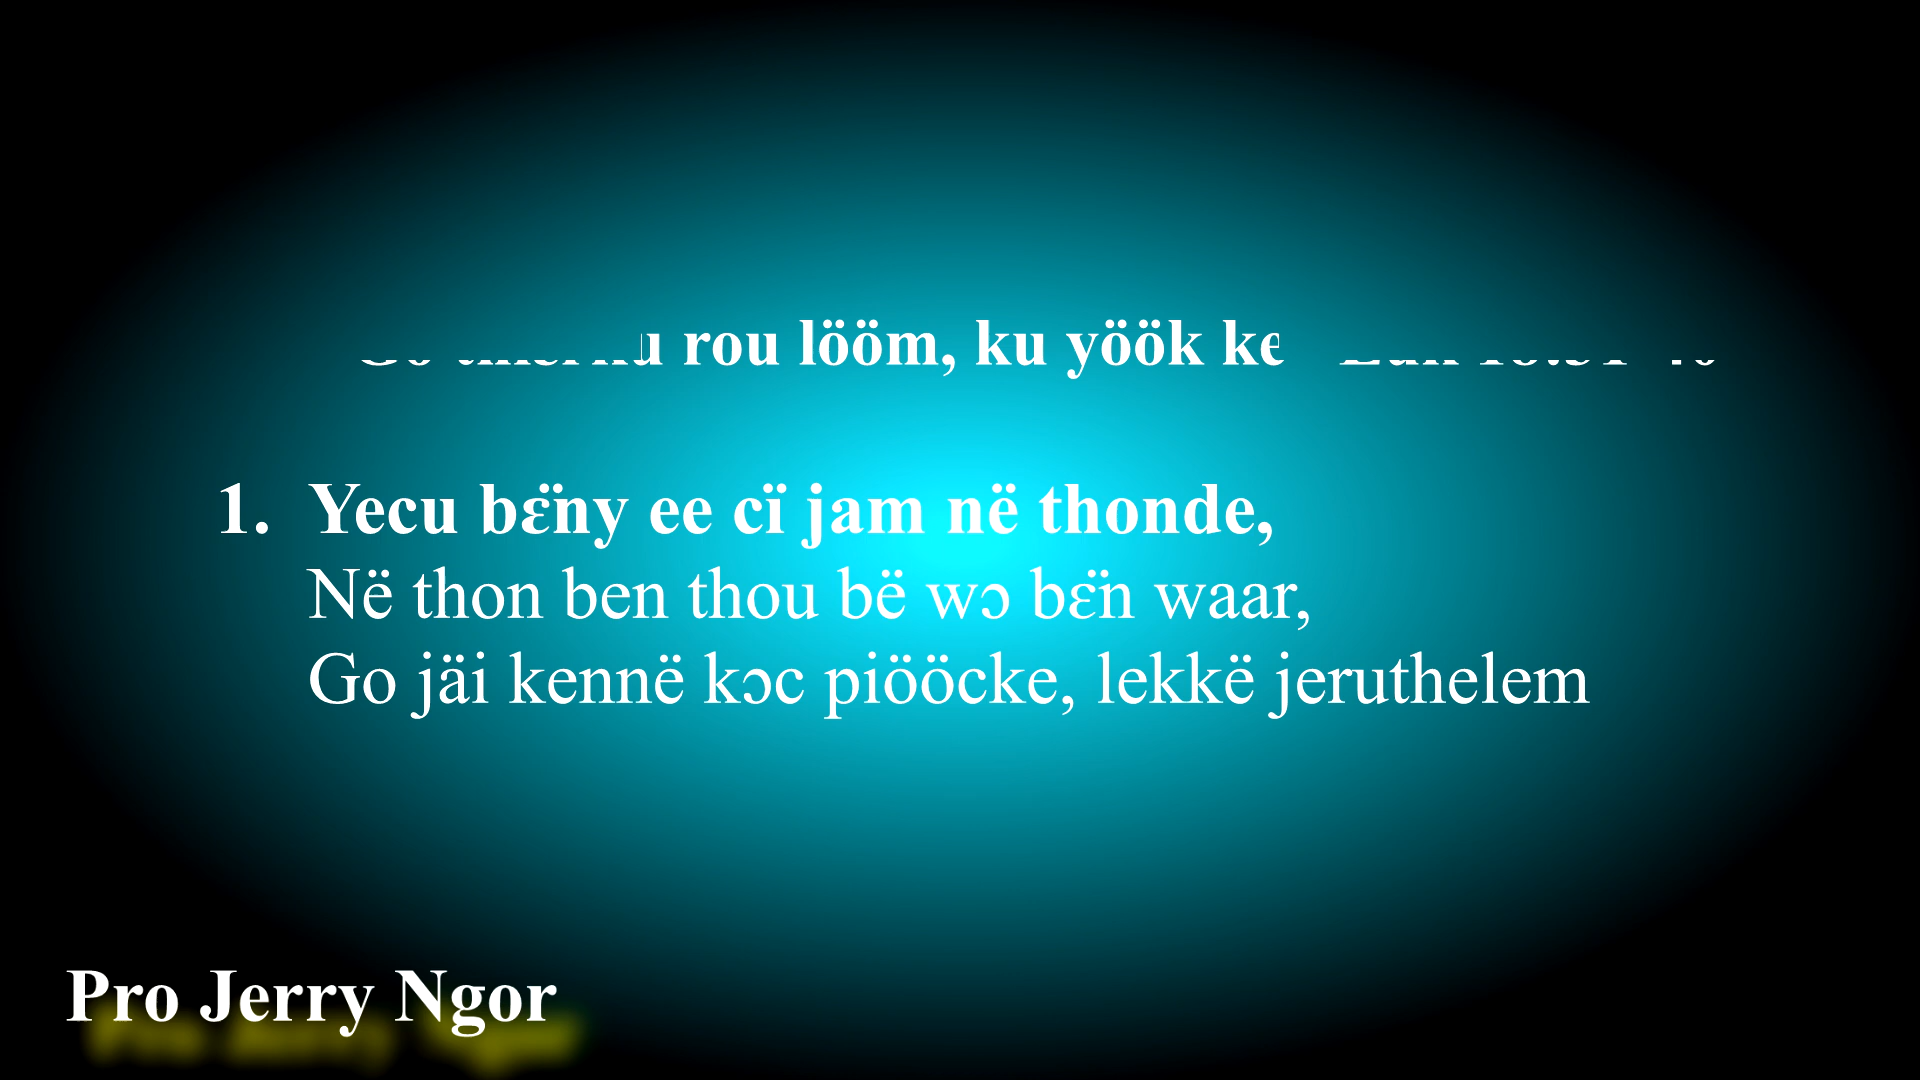 rou lööm, ku yöök
1. Yecu bɛ̈ny ee cï jam në thonde,
Në thon ben thou bë wɔ bɛ̈n waar,
Go jäi kennë kɔc piööcke, lekkë jeruthelem
Pro Jerry Ngor